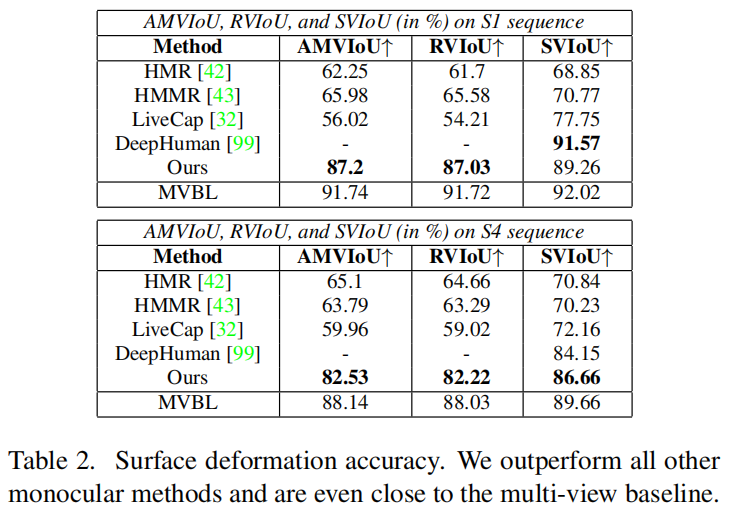 AMVIoU, RVIoU, and SVIoU (in %) on S1 sequence
Method AMVIoU↑ RVIoU↑ SVIoU↑
HMR [42] 62.25 61.7 68.85
HMMR [43] 65.98 65.58 70.77
LiveCap [32] 56.02 54.21 77.75
DeepHuman [99] - - 91.57
Ours 87.2 87.03 89.26
MVBL 91.74 91.72 92.02
AMVIoU, RVIoU, and SVIoU (in %) on S4 sequence
Method AMVIoU↑ RVIoU↑ SVIoU↑
HMR [42] 65.1 64.66 70.84
HMMR [43] 63.79 63.29 70.23
LiveCap [32] 59.96 59.02 72.16
DeepHuman [99] - - 84.15
Ours 82.53 82.22 86.66
MVBL 88.14 88.03 89.66
Table 2. Surface deformation accuracy. We outperform all other
monocular methods and are even close to the multi-view baseline.